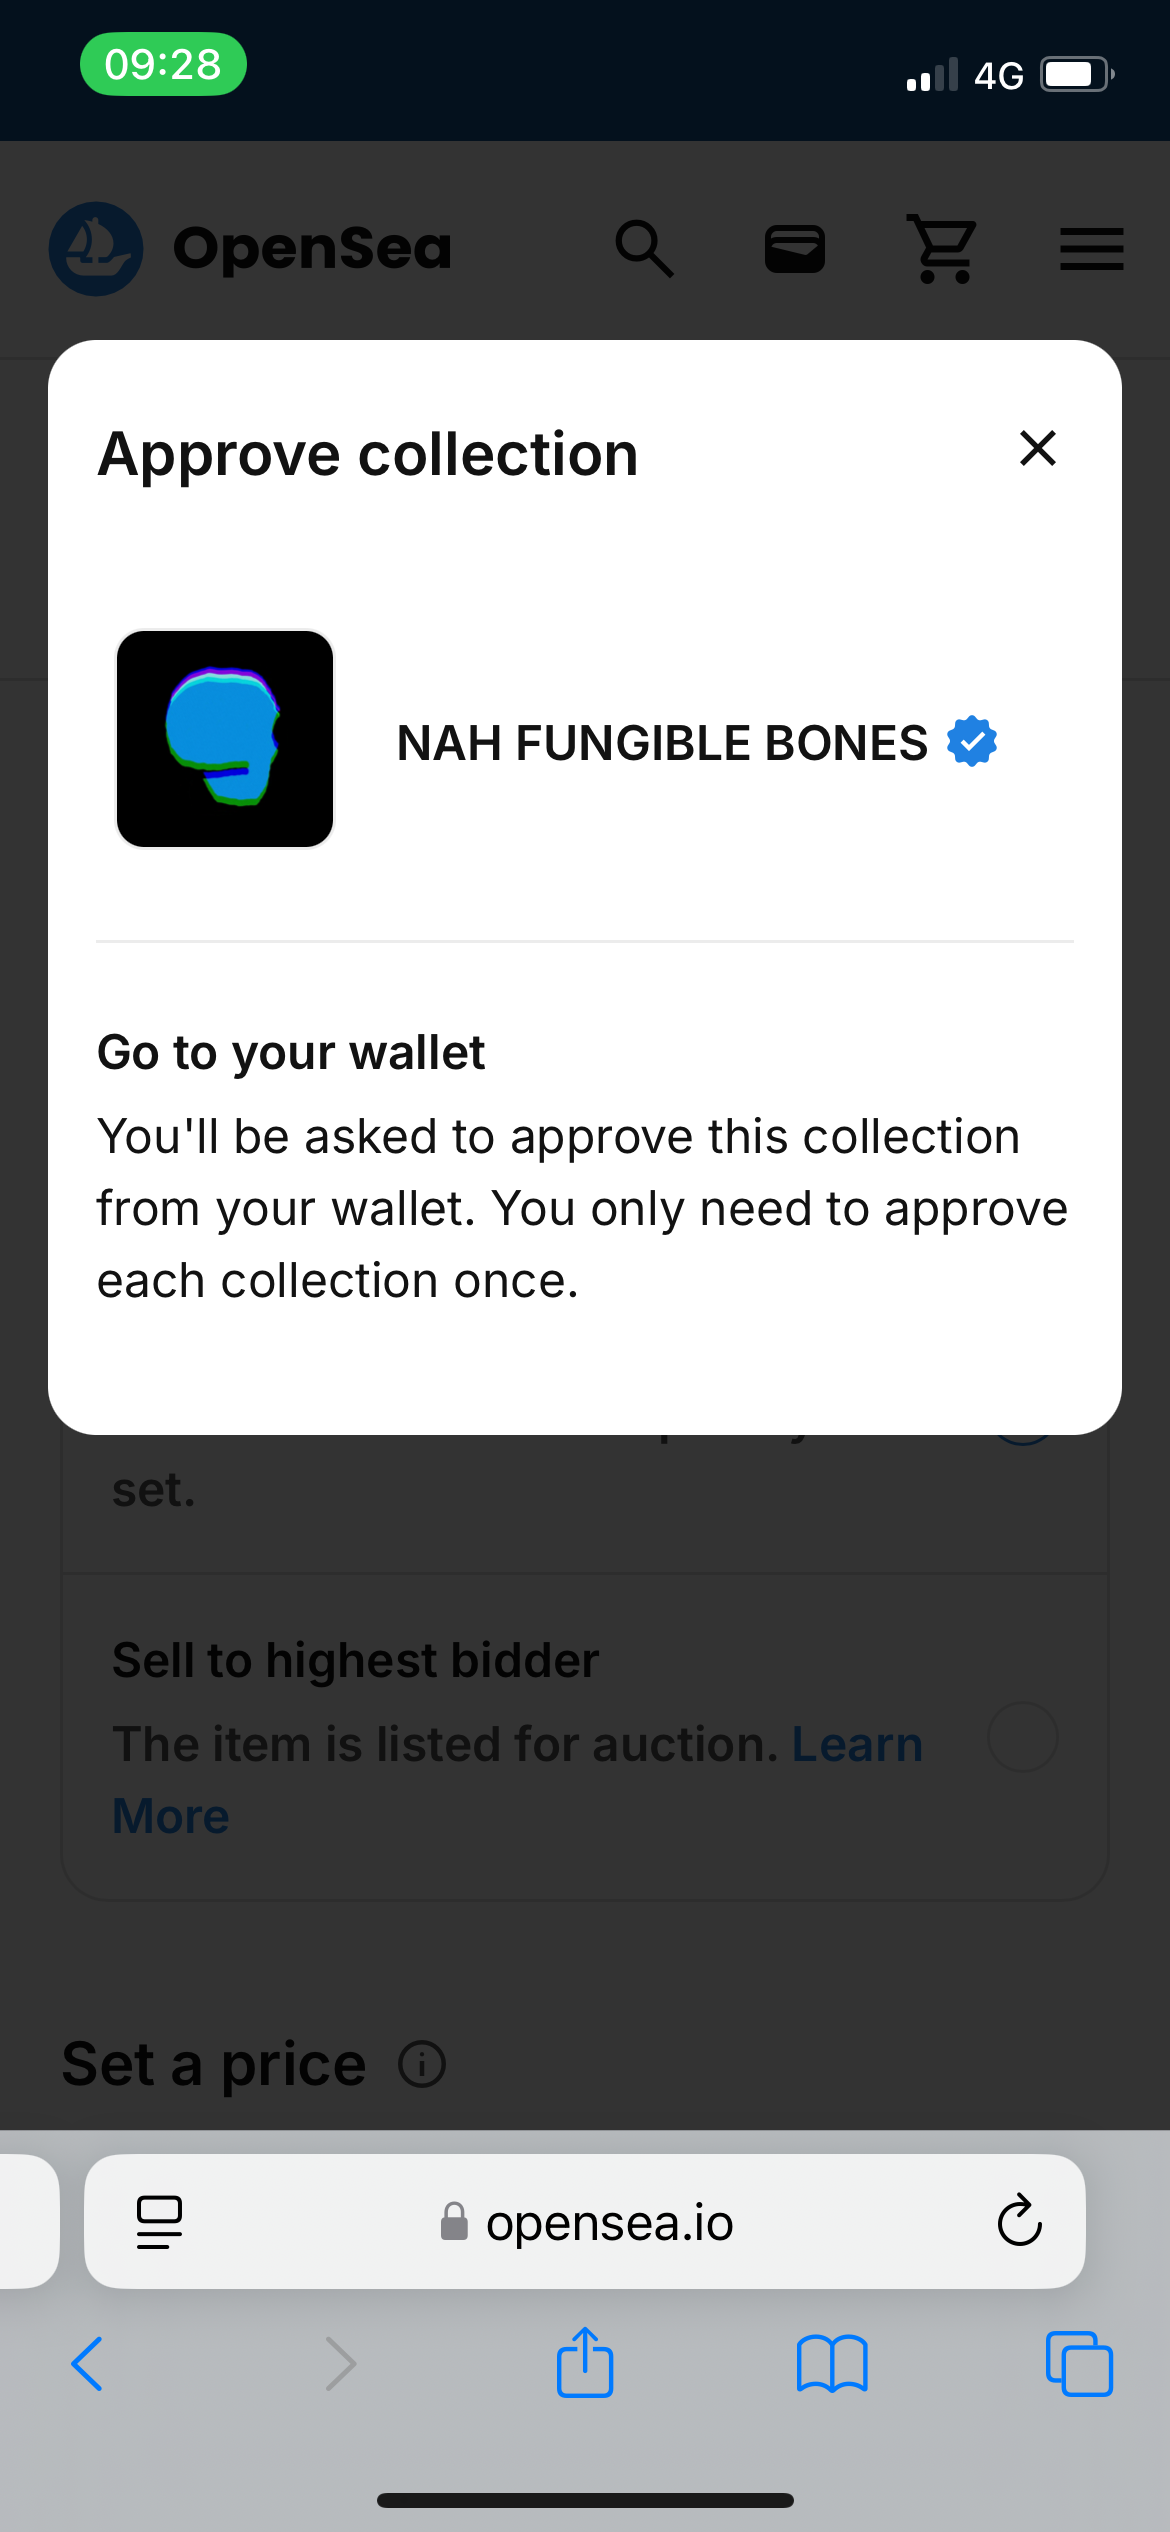 09:28
4G
OpenSea
Approve collection
NAH FUNGIBLE BONES
Go to your wallet
You'll be asked to approve this collection
from your wallet. You only need to approve
each collection once.
set.
Sell to highest bidder
The item is listed for auction. Learn
More
Set a price
opensea.io